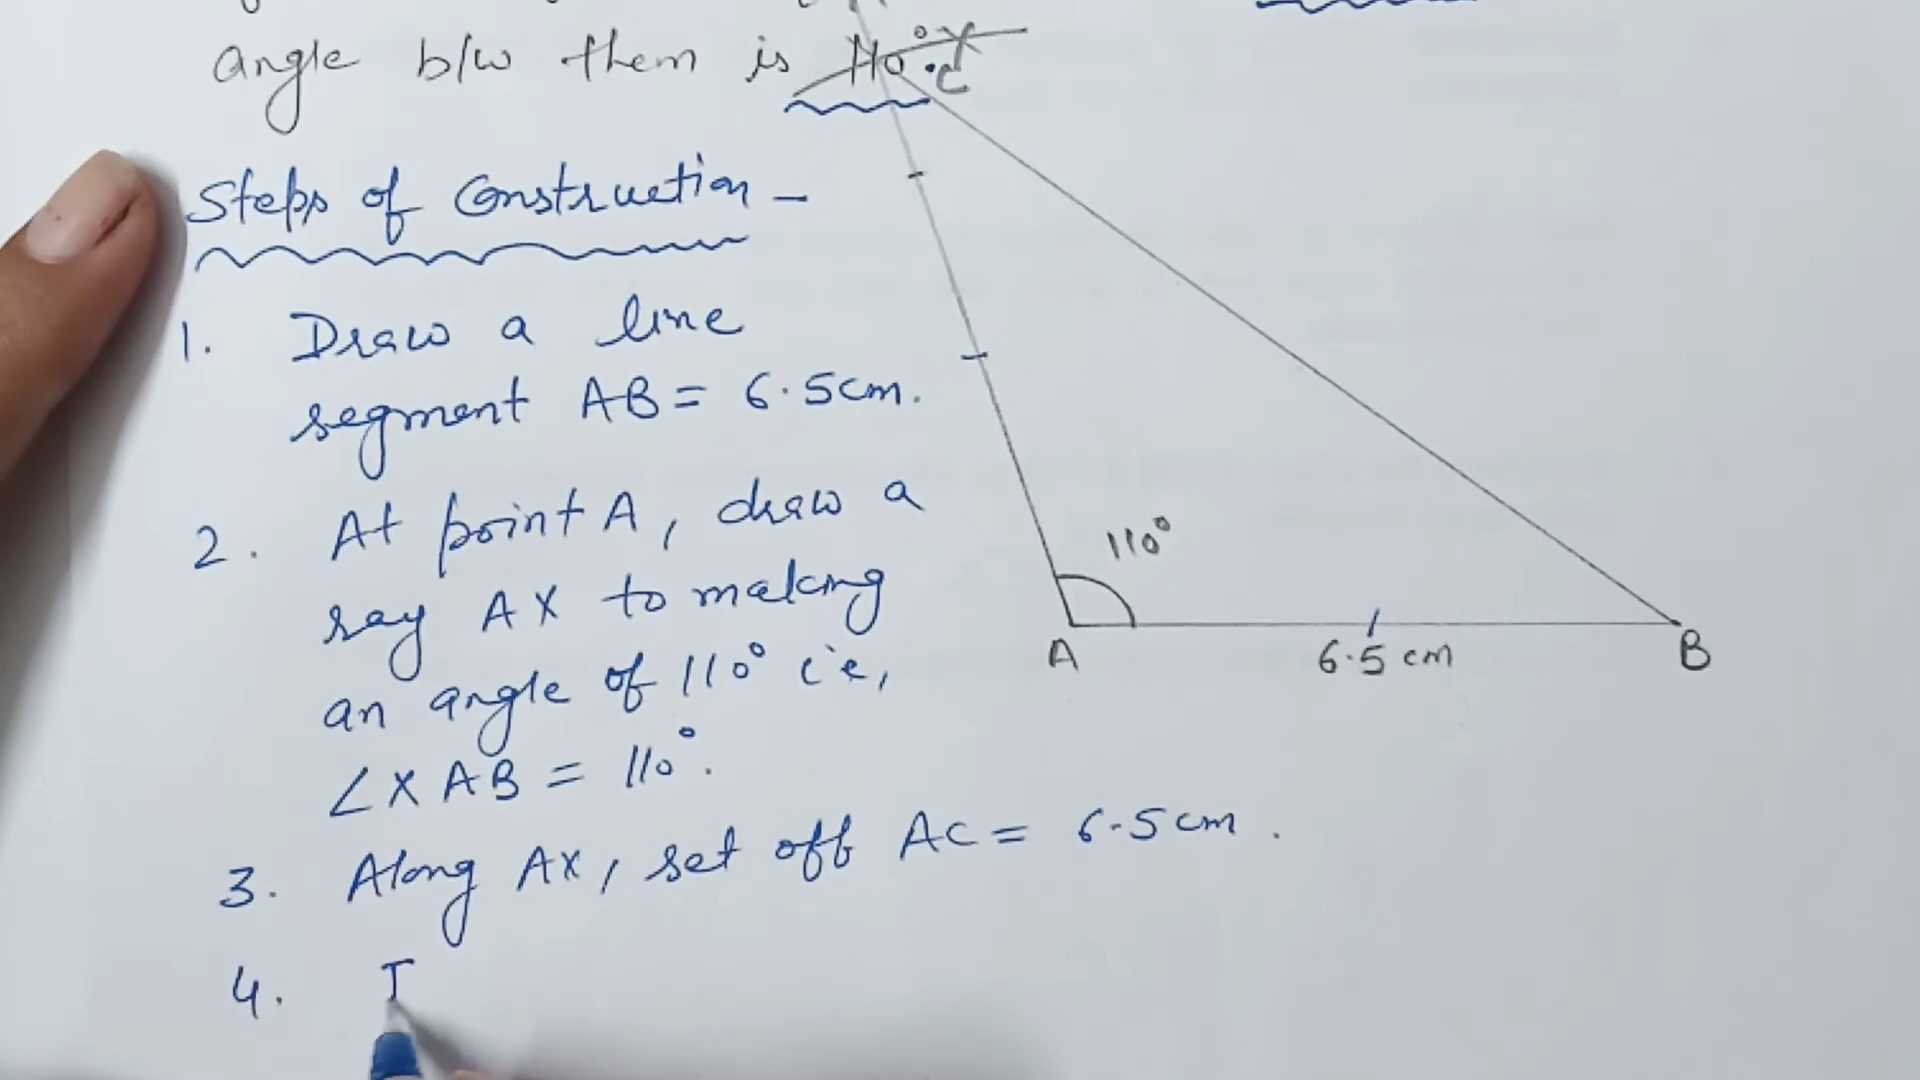 angle b/w them is 110°
X
C
Steps of Construction -
1. Draw a line
segment AB = 6.5cm.
2. At point A, draw a
ray AX to making
an angle of 110° i.e,
∠XAB = 110°.
3. Along AX, set off AC = 6.5cm.
4.
110°
A
6.5 cm
B